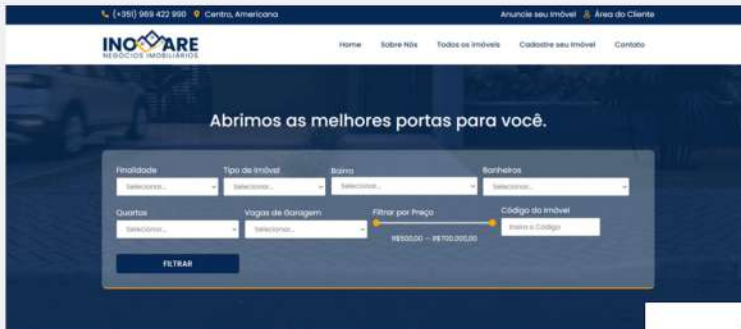 (+351) 969 422 990 Centro, Americana
Anuncie seu Imóvel Área do Cliente
INOVARE
NEGÓCIOS IMOBILIÁRIOS
Home Sobre Nós Todos os Imóveis Cadastre seu Imóvel Contato
Abrimos as melhores portas para você.
Finalidade Tipo de Imóvel Bairro Banheiros
Selecionar... Selecionar... Selecionar... Selecionar...
Quartos Vagas de Garagem Filtrar por Preço Código do Imóvel
Selecionar... Selecionar... Insira o Código
R$500,00 — R$700.000,00
FILTRAR